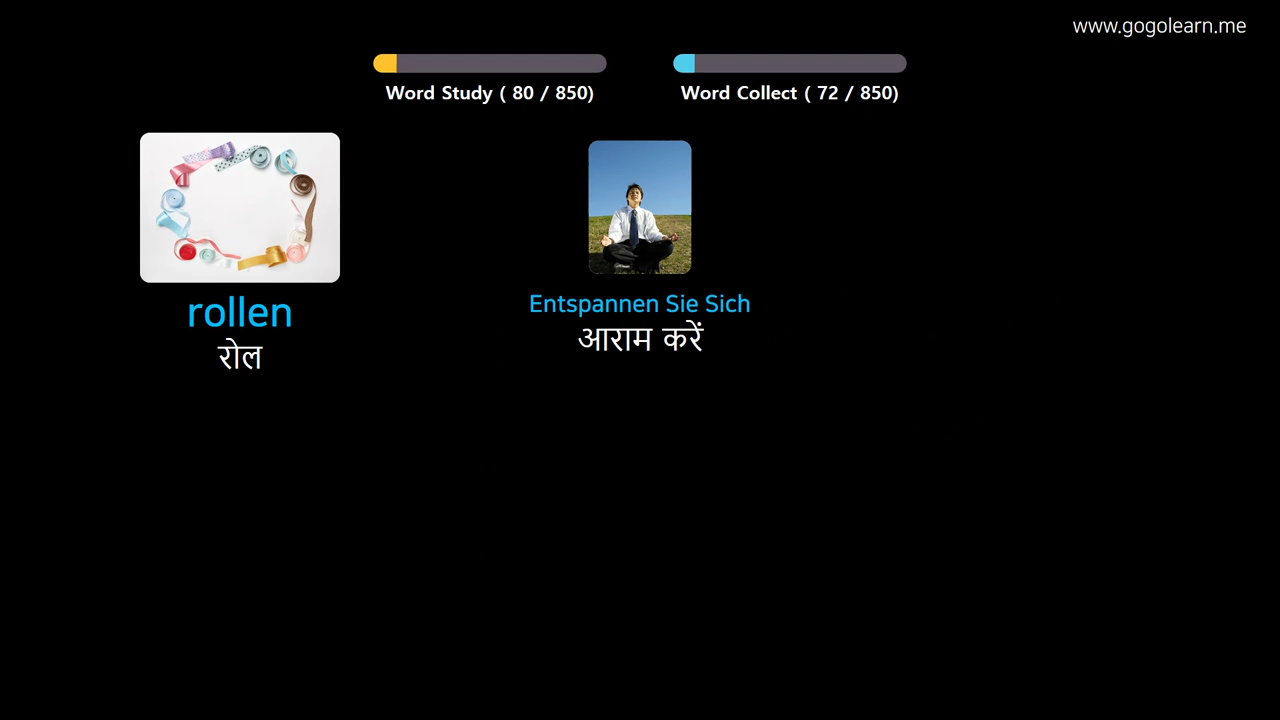 www.gogolearn.me
Word Study ( 80 / 850)
Word Collect ( 72 / 850)
rollen
रोल
Entspannen Sie Sich
आराम करें